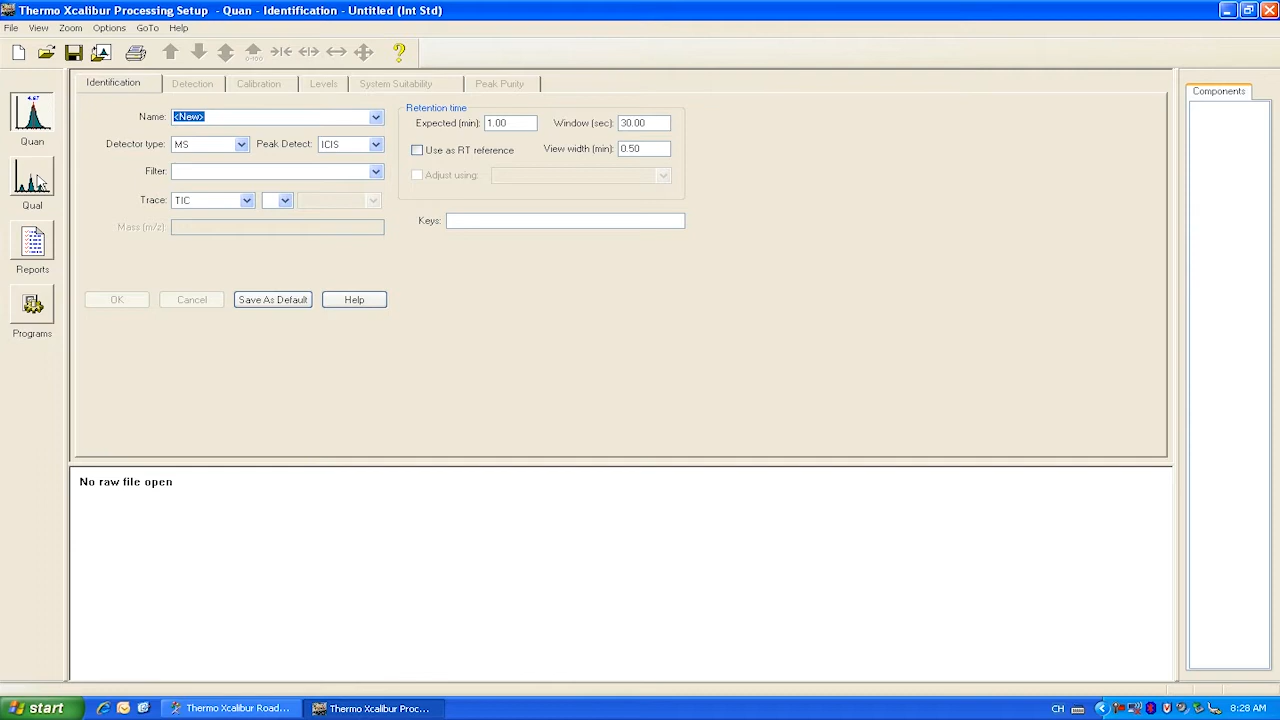 Thermo Xcalibur Processing Setup - Quan - Identification - Untitled (Int Std)
File View Zoom Options GoTo Help
Identification Detection Calibration Levels System Suitability Peak Purity
Components
Quan
Qual
Reports
Programs
Name: <New>
Detector type: MS Peak Detect: ICIS
Filter:
Trace: TIC
Mass (m/z)
Retention time
Expected (min): 1.00 Window (sec): 30.00
Use as RT reference View width (min): 0.50
Adjust using:
Keys:
OK Cancel Save As Default Help
No raw file open
start Thermo Xcalibur Road... Thermo Xcalibur Proc... CH 8:28 AM